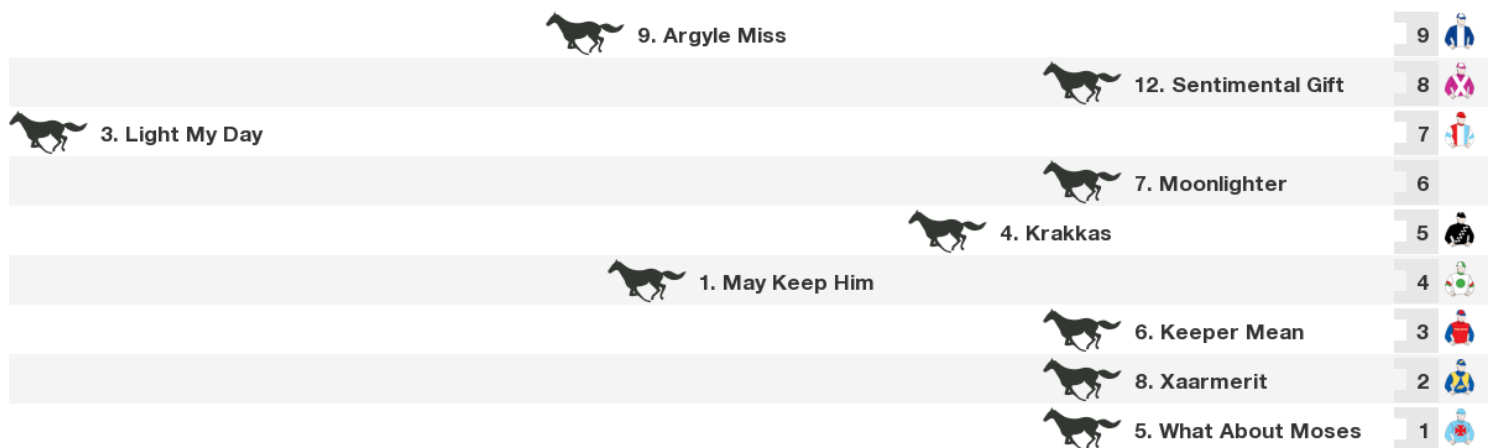 9. Argyle Miss 9
12. Sentimental Gift 8
3. Light My Day 7
7. Moonlighter 6
4. Krakkas 5
1. May Keep Him 4
6. Keeper Mean 3
8. Xaarmerit 2
5. What About Moses 1